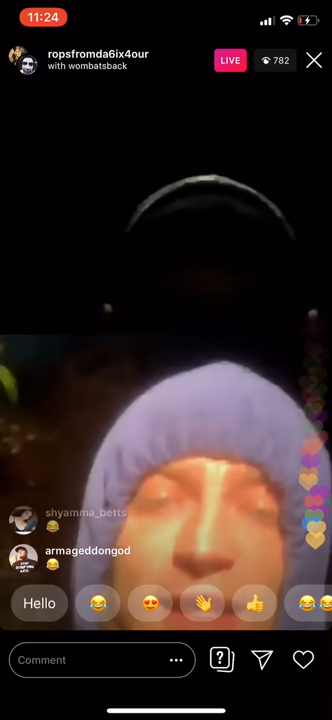 11:24
ropsfromda6ix4our
with wombatsback
LIVE
782
shyamma_betts
😂
armageddongod
😂
Hello
Comment